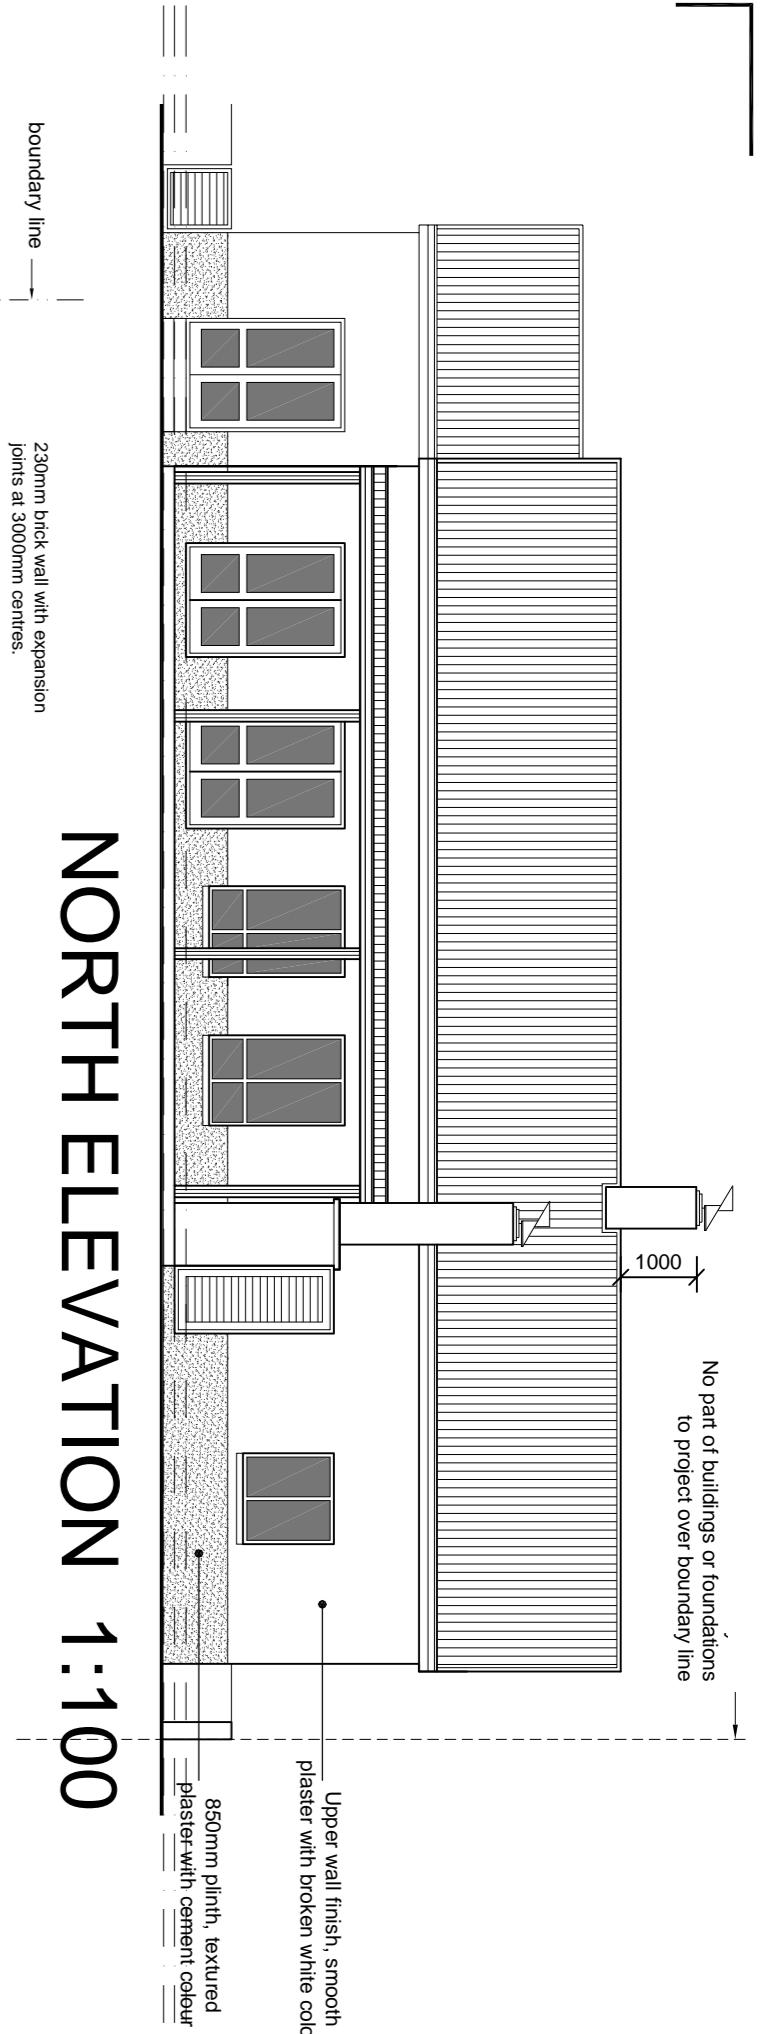 boundary line
230mm brick wall with expansion
joints at 3000mm centres.
NORTH ELEVATION 1:100
1000
No part of buildings or foundations
to project over boundary line
Upper wall finish, smooth
plaster with broken white colo
850mm plinth, textured
plaster with cement colour